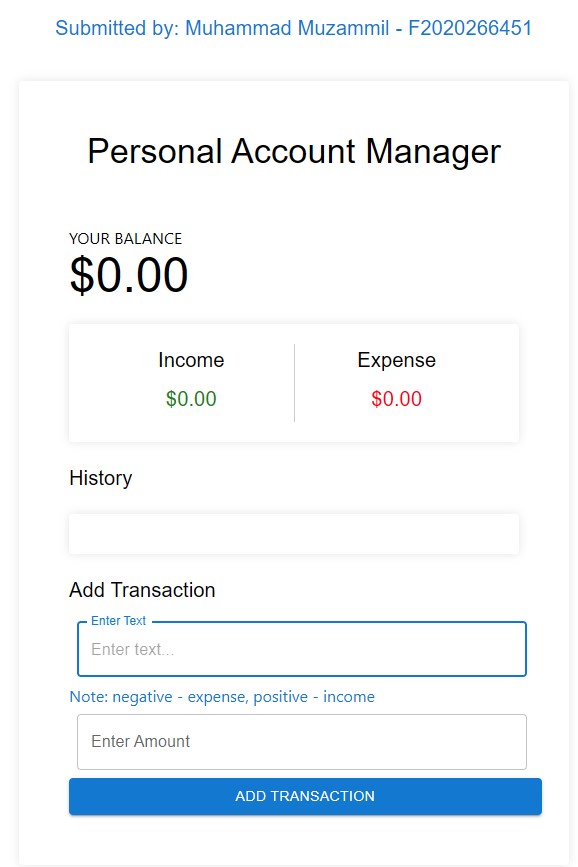 Submitted by: Muhammad Muzammil - F2020266451
Personal Account Manager
YOUR BALANCE
$0.00
Income Expense
$0.00 $0.00
History
Add Transaction
Enter Text
Enter text...
Note: negative - expense, positive - income
Enter Amount
ADD TRANSACTION